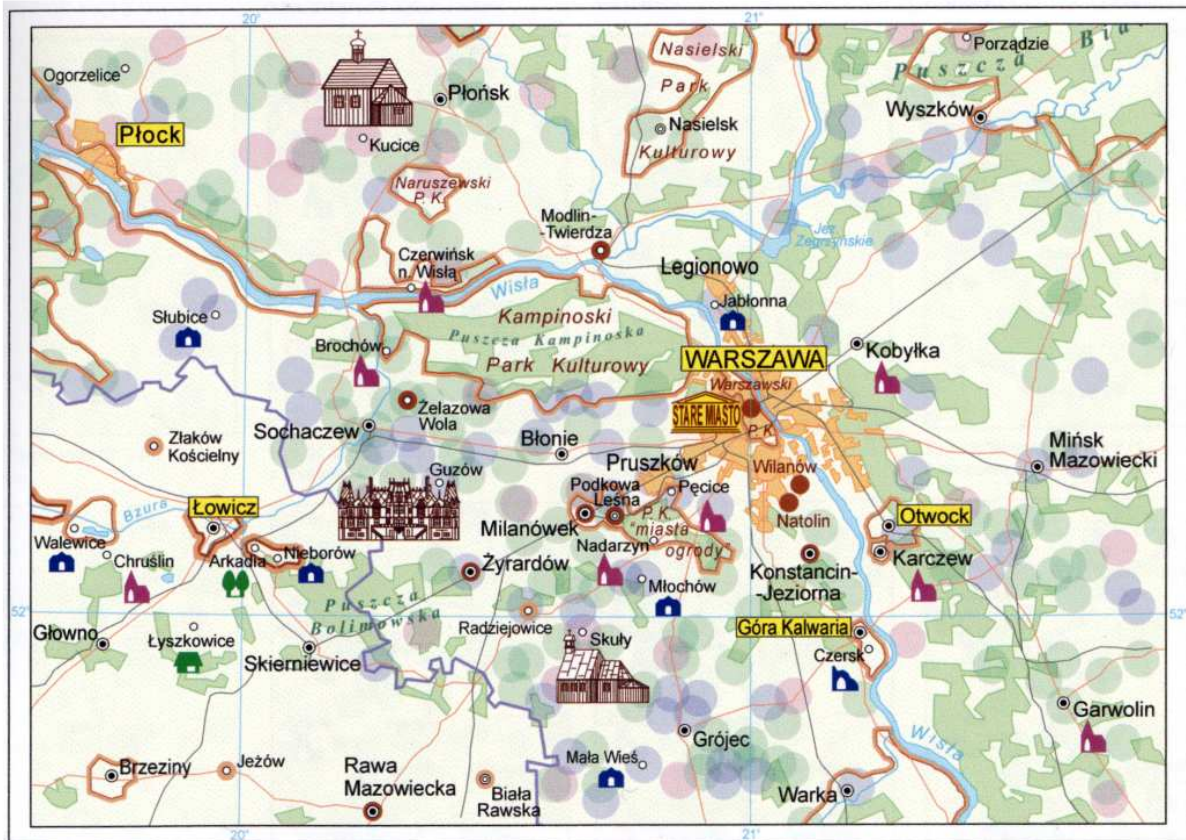 20°
21°
Ogorzelice
Płońsk
Nasielski
Park
Porządzie
Puszcza
Wyszków
Płock
Kucice
Nasielsk
Kulturowy
Naruszewski
P. K.
Modlin-
-Twierdza
Jez.
Zegrzyńskie
Czerwińsk
n. Wisłą
Wisła
Legionowo
Jabłonna
Słubice
Kampinoski
Puszcza Kampinoska
Park Kulturowy
Brochów
WARSZAWA
Kobyłka
Warszawski
STARE MIASTO
P. K.
Żelazowa
Wola
Sochaczew
Złaków
Kościelny
Błonie
Mińsk
Mazowiecki
Guzów
Pruszków
Wilanów
Podkowa
Leśna
Pęcice
Bzura
Łowicz
Milanówek
P. K.
"miasta
ogrody"
Natolin
Otwock
Walewice
Chruślin
Arkadia
Nieborów
Nadarzyn
Karczew
Żyrardów
Młochów
Konstancin-
-Jeziorna
52°
52°
Puszcza
Bolimowska
Głowno
Łyszkowice
Skierniewice
Radziejowice
Skuły
Góra Kalwaria
Czersk
Garwolin
Grójec
Wisła
Brzeziny
Jeżów
Rawa
Mazowiecka
Biała
Rawska
Mała Wieś
Warka
20°
21°